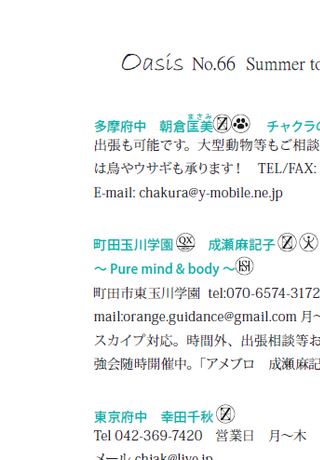 Oasis No.66 Summer to
まさみ
多摩府中 朝倉匡美 チャクラの
出張も可能です。大型動物等もご相談
は鳥やウサギも承ります！ TEL/FAX:
E-mail: chakura@y-mobile.ne.jp
町田玉川学園 QX 成瀬麻記子
～ Pure mind & body ～
町田市東玉川学園 tel:070-6574-3172
mail:orange.guidance@gmail.com 月～
スカイプ対応。時間外、出張相談等お
強会随時開催中。「アメブロ 成瀬麻記
東京府中 幸田千秋
Tel 042-369-7420 営業日 月～木
メール chiak@live.jp